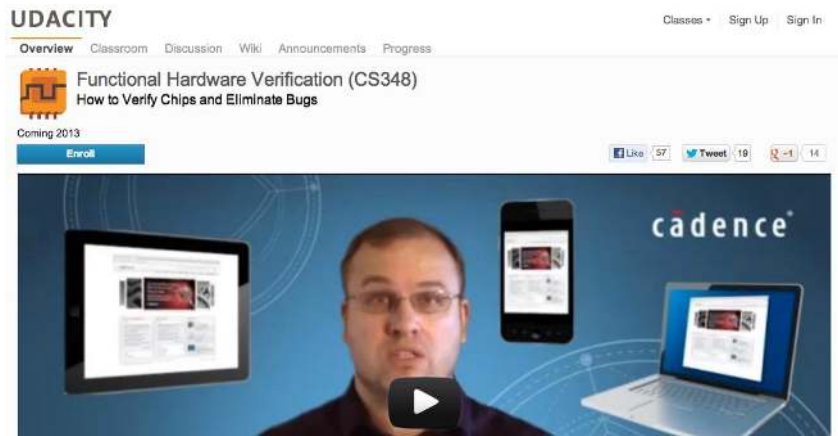 UDACITY
Classes Sign Up Sign In
Overview Classroom Discussion Wiki Announcements Progress
Functional Hardware Verification (CS348)
How to Verify Chips and Eliminate Bugs
Coming 2013
Enroll
Like 57 Tweet 19 +1 14
cādence